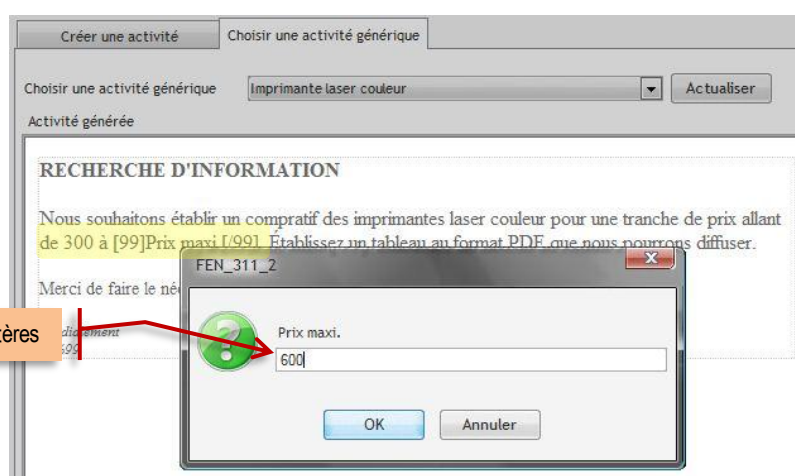 Créer une activité
Choisir une activité générique
Choisir une activité générique
Imprimante laser couleur
Actualiser
Activité générée
RECHERCHE D'INFORMATION
Nous souhaitons établir un compratif des imprimantes laser couleur pour une tranche de prix allant
de 300 à [99]Prix maxi.[/99]. Etablissez un tableau au format PDF que nous pourrons diffuser.
FEN_311_2
Merci de faire le
Prix maxi.
tères
600
OK
Annuler